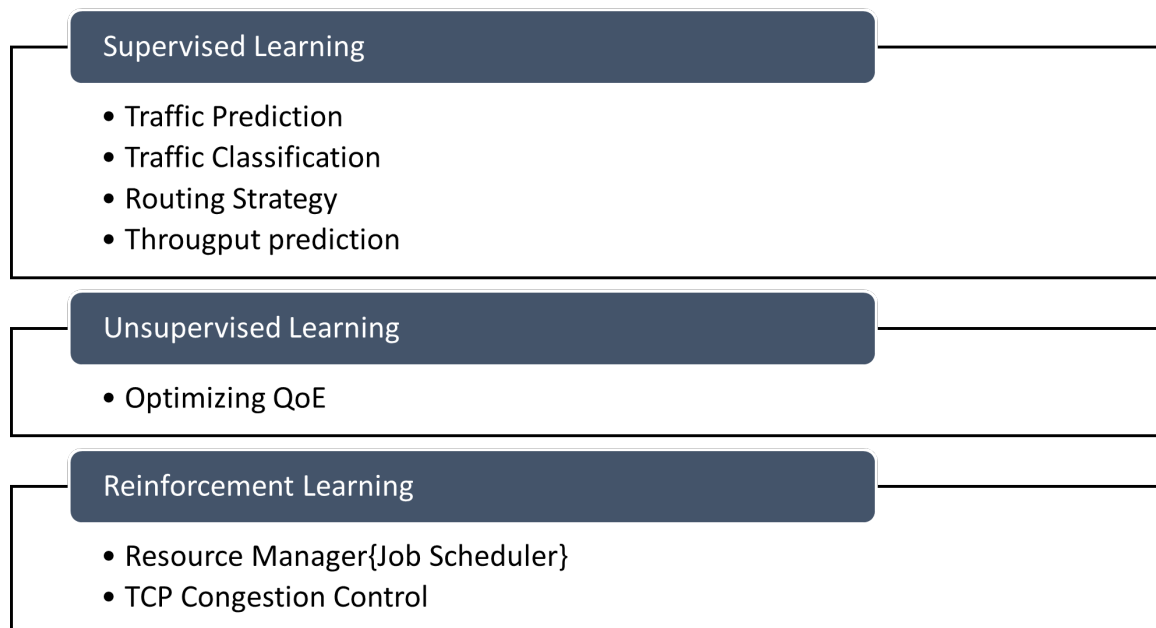 Supervised Learning
• Traffic Prediction
• Traffic Classification
• Routing Strategy
• Througput prediction
Unsupervised Learning
• Optimizing QoE
Reinforcement Learning
• Resource Manager{Job Scheduler}
• TCP Congestion Control